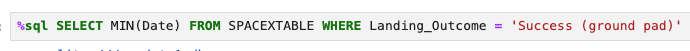 %sql SELECT MIN(Date) FROM SPACEXTABLE WHERE Landing_Outcome = 'Success (ground pad)'